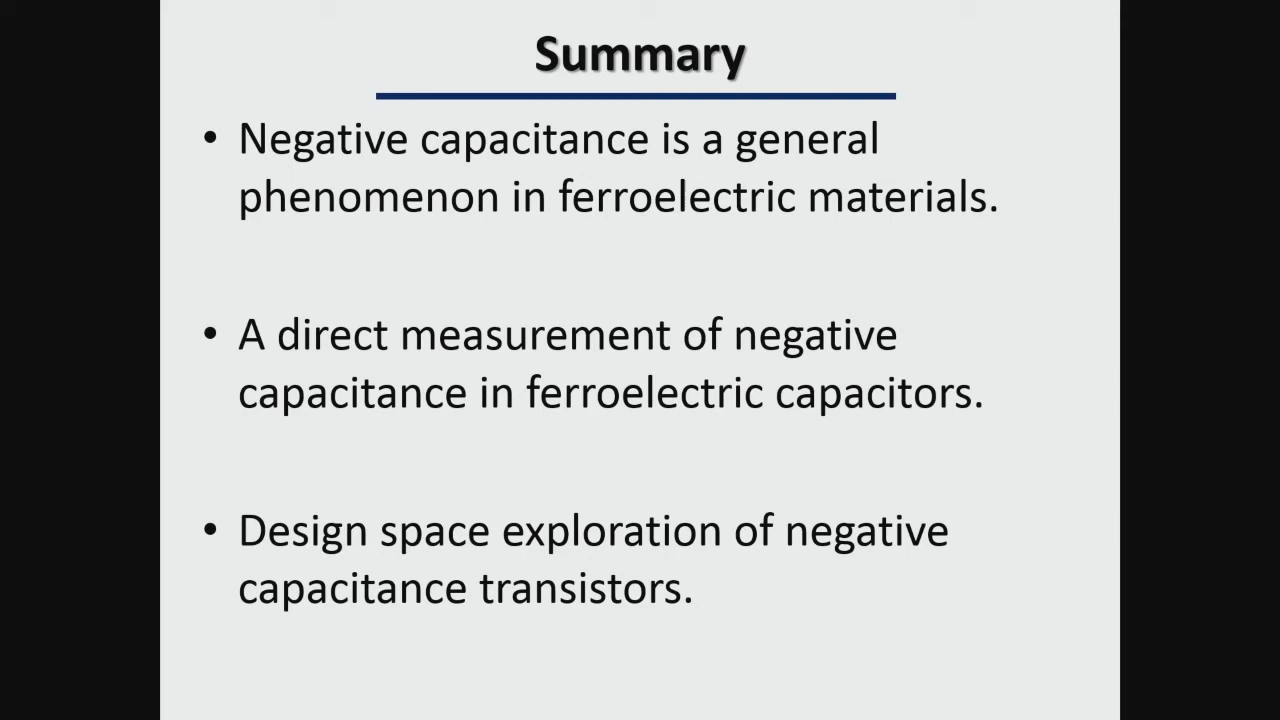 Summary
• Negative capacitance is a general
phenomenon in ferroelectric materials.
• A direct measurement of negative
capacitance in ferroelectric capacitors.
• Design space exploration of negative
capacitance transistors.